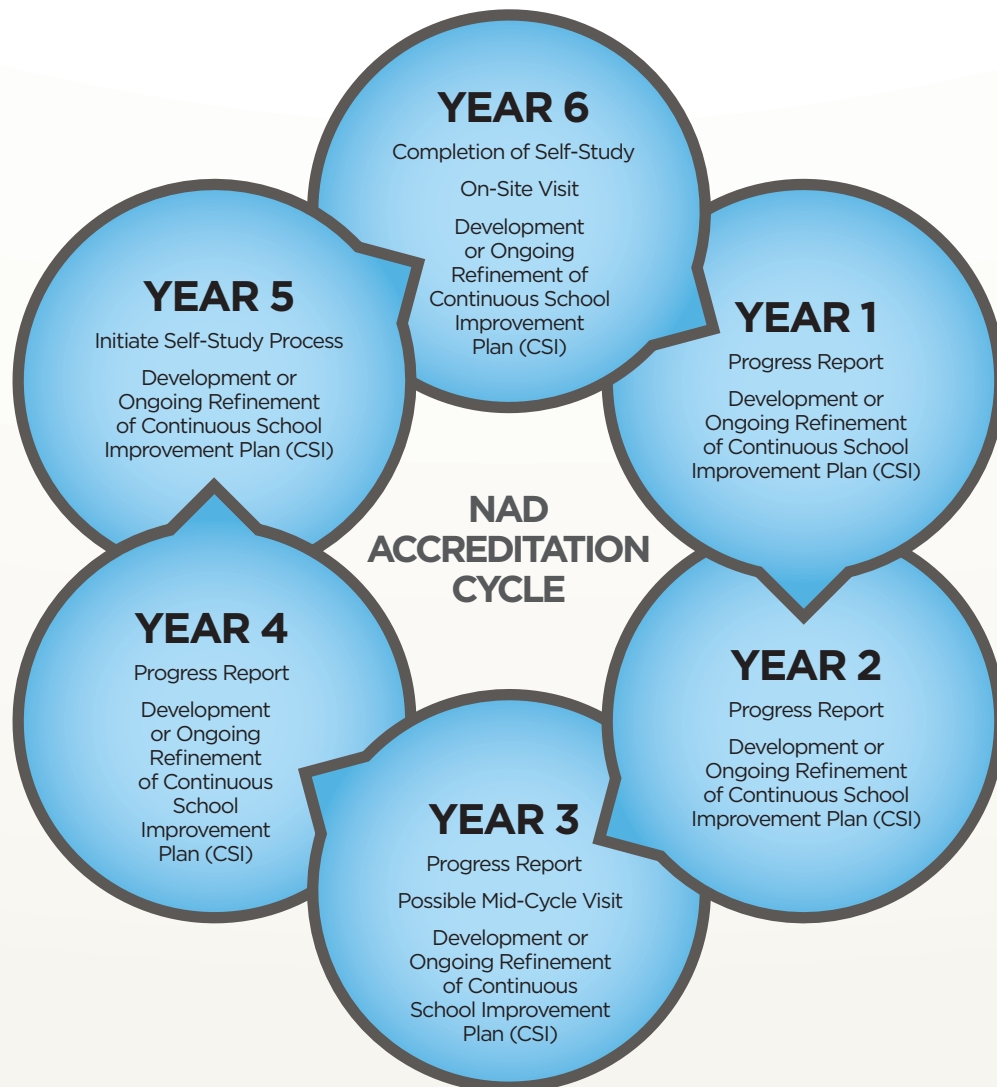 YEAR 6
Completion of Self-Study
On-Site Visit
Development
or Ongoing
Refinement of
Continuous School
Improvement
Plan (CSI)
YEAR 1
Progress Report
Development or
Ongoing Refinement
of Continuous School
Improvement Plan (CSI)
YEAR 2
Progress Report
Development or
Ongoing Refinement
of Continuous School
Improvement Plan (CSI)
YEAR 3
Progress Report
Possible Mid-Cycle Visit
Development or
Ongoing Refinement
of Continuous
School Improvement
Plan (CSI)
YEAR 4
Progress Report
Development
or Ongoing
Refinement
of Continuous
School
Improvement
Plan (CSI)
YEAR 5
Initiate Self-Study Process
Development or
Ongoing Refinement
of Continuous School
Improvement Plan (CSI)
NAD
ACCREDITATION
CYCLE